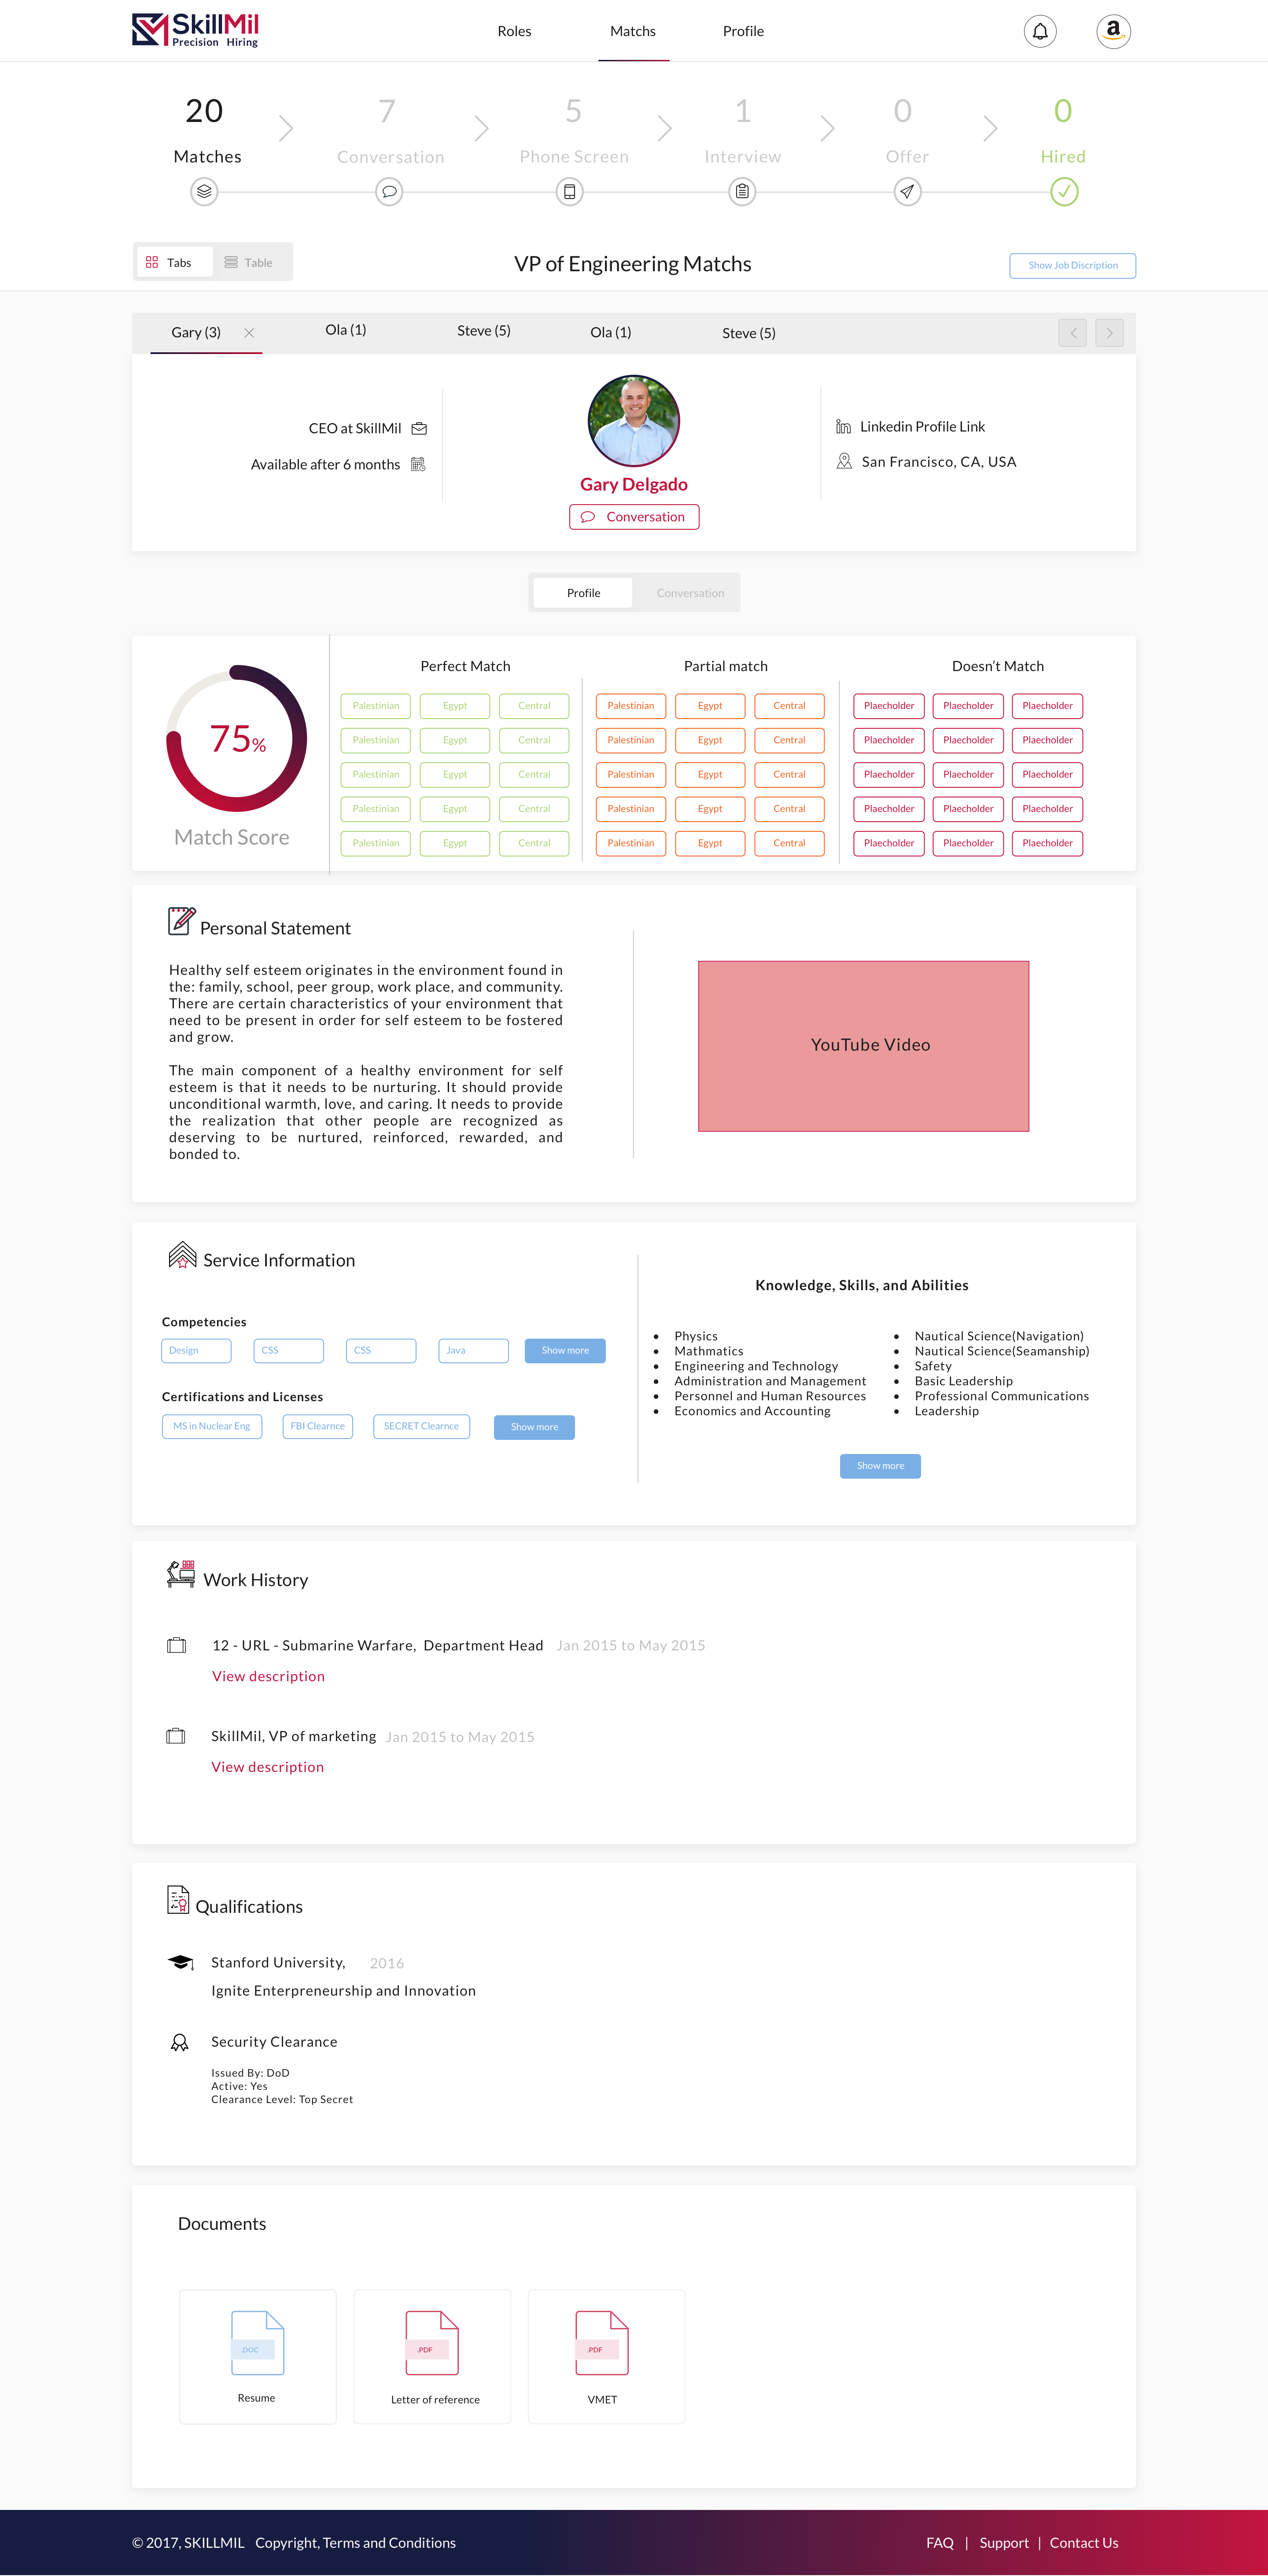 SkillMil
Precision Hiring
Roles
Matchs
Profile
a
20
7
5
1
0
0
Matches
Conversation
Phone Screen
Interview
Offer
Hired
Tabs
Table
VP of Engineering Matchs
Show Job Discription
Gary (3)
Ola (1)
Steve (5)
Ola (1)
Steve (5)
CEO at SkillMil
Available after 6 months
Gary Delgado
Conversation
Linkedin Profile Link
San Francisco, CA, USA
Profile
Conversation
75%
Match Score
Perfect Match
Palestinian Egypt Central
Palestinian Egypt Central
Palestinian Egypt Central
Palestinian Egypt Central
Palestinian Egypt Central
Partial match
Palestinian Egypt Central
Palestinian Egypt Central
Palestinian Egypt Central
Palestinian Egypt Central
Palestinian Egypt Central
Doesn't Match
Plaecholder Plaecholder Plaecholder
Plaecholder Plaecholder Plaecholder
Plaecholder Plaecholder Plaecholder
Plaecholder Plaecholder Plaecholder
Plaecholder Plaecholder Plaecholder
Personal Statement
Healthy self esteem originates in the environment found in
the: family, school, peer group, work place, and community.
There are certain characteristics of your environment that
need to be present in order for self esteem to be fostered
and grow.
The main component of a healthy environment for self
esteem is that it needs to be nurturing. It should provide
unconditional warmth, love, and caring. It needs to provide
the realization that other people are recognized as
deserving to be nurtured, reinforced, rewarded, and
bonded to.
YouTube Video
Service Information
Competencies
Design CSS CSS Java Show more
Certifications and Licenses
MS in Nuclear Eng FBI Clearnce SECRET Clearnce Show more
Knowledge, Skills, and Abilities
• Physics
• Mathmatics
• Engineering and Technology
• Administration and Management
• Personnel and Human Resources
• Economics and Accounting
• Nautical Science(Navigation)
• Nautical Science(Seamanship)
• Safety
• Basic Leadership
• Professional Communications
• Leadership
Show more
Work History
12 - URL - Submarine Warfare, Department Head Jan 2015 to May 2015
View description
SkillMil, VP of marketing Jan 2015 to May 2015
View description
Qualifications
Stanford University, 2016
Ignite Enterpreneurship and Innovation
Security Clearance
Issued By: DoD
Active: Yes
Clearance Level: Top Secret
Documents
.DOC
Resume
.PDF
Letter of reference
.PDF
VMET
© 2017, SKILLMIL Copyright, Terms and Conditions
FAQ | Support | Contact Us